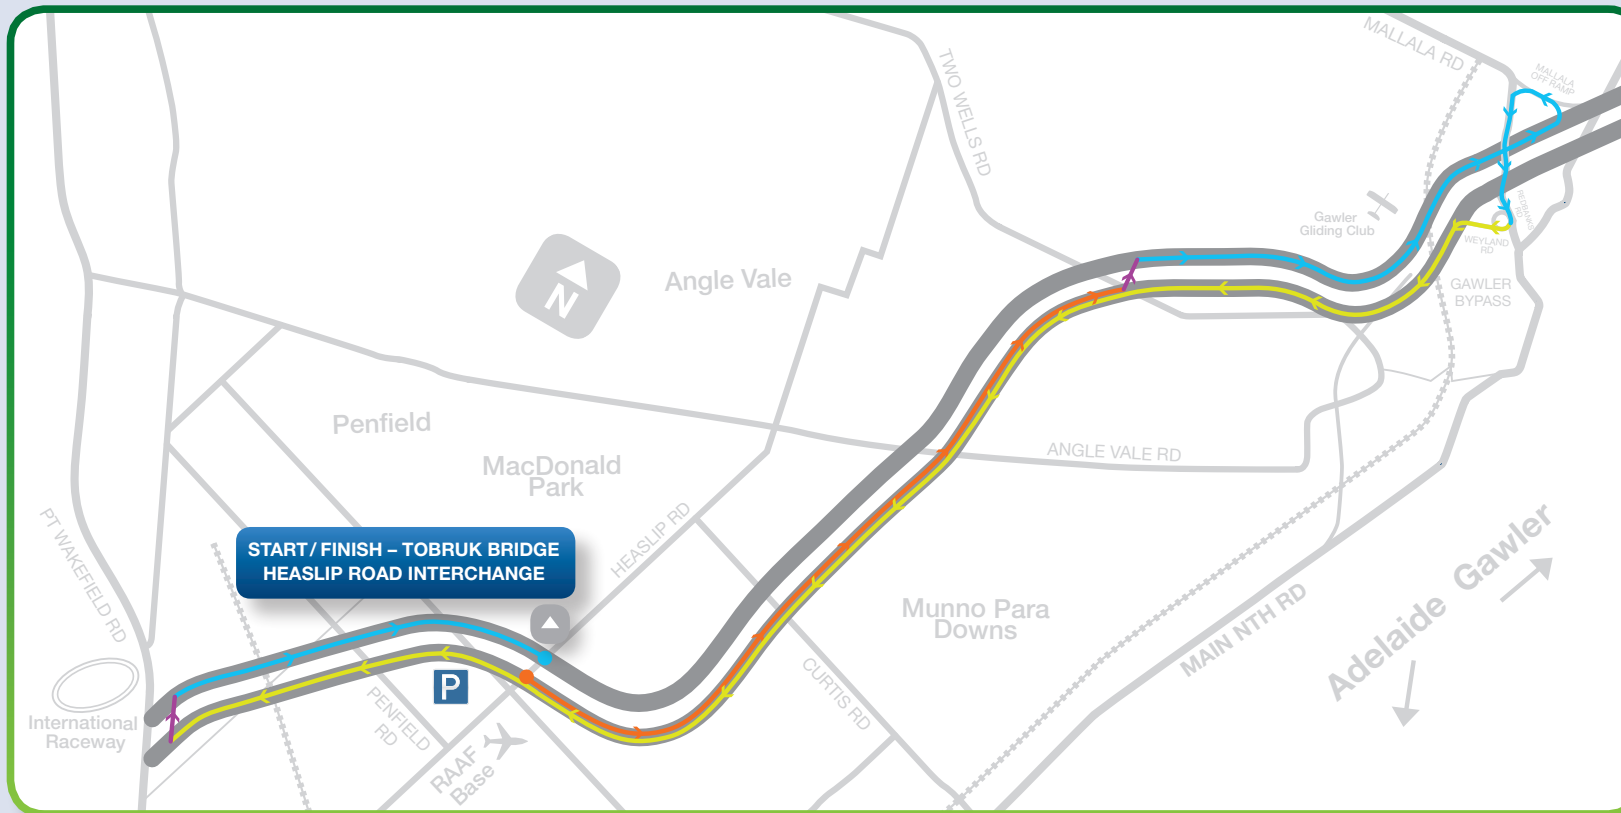 MALLALA RD
MALLALA
OFF RAMP
TWO WELLS RD
REDBANKS
RD
Gawler
Gliding Club
WEYLAND
RD
GAWLER
BYPASS
N
Angle Vale
Penfield
MacDonald
Park
ANGLE VALE RD
PT WAKEFIELD RD
HEASLIP RD
START / FINISH – TOBRUK BRIDGE
HEASLIP ROAD INTERCHANGE
Munno Para
Downs
MAIN NTH RD
Adelaide Gawler
P
CURTIS RD
PENFIELD
RD
International
Raceway
RAAF
Base